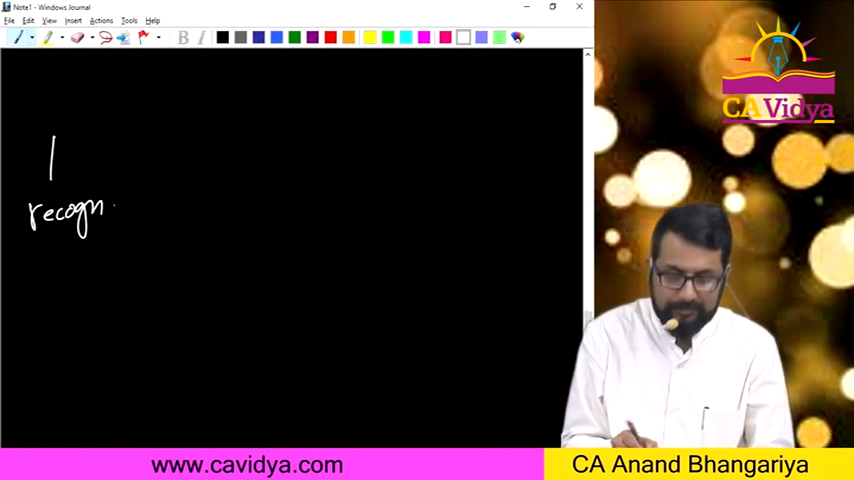 Note1 - Windows Journal
File Edit View Insert Actions Tools Help
B I
CA Vidya
recogn
www.cavidya.com
CA Anand Bhangariya